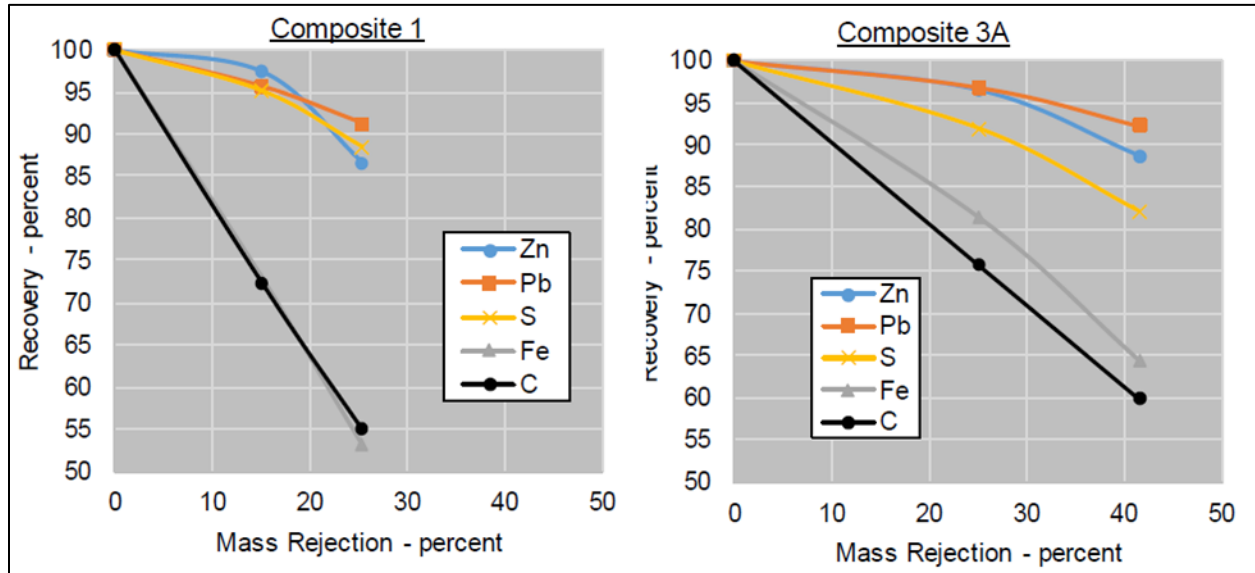 Composite 1
100
95
90
85
80
75
70
65
60
55
50
Recovery - percent
Zn
Pb
S
Fe
C
0 10 20 30 40 50
Mass Rejection - percent
Composite 3A
100
95
90
85
80
75
70
65
60
55
50
Recovery - percent
Zn
Pb
S
Fe
C
0 10 20 30 40 50
Mass Rejection - percent